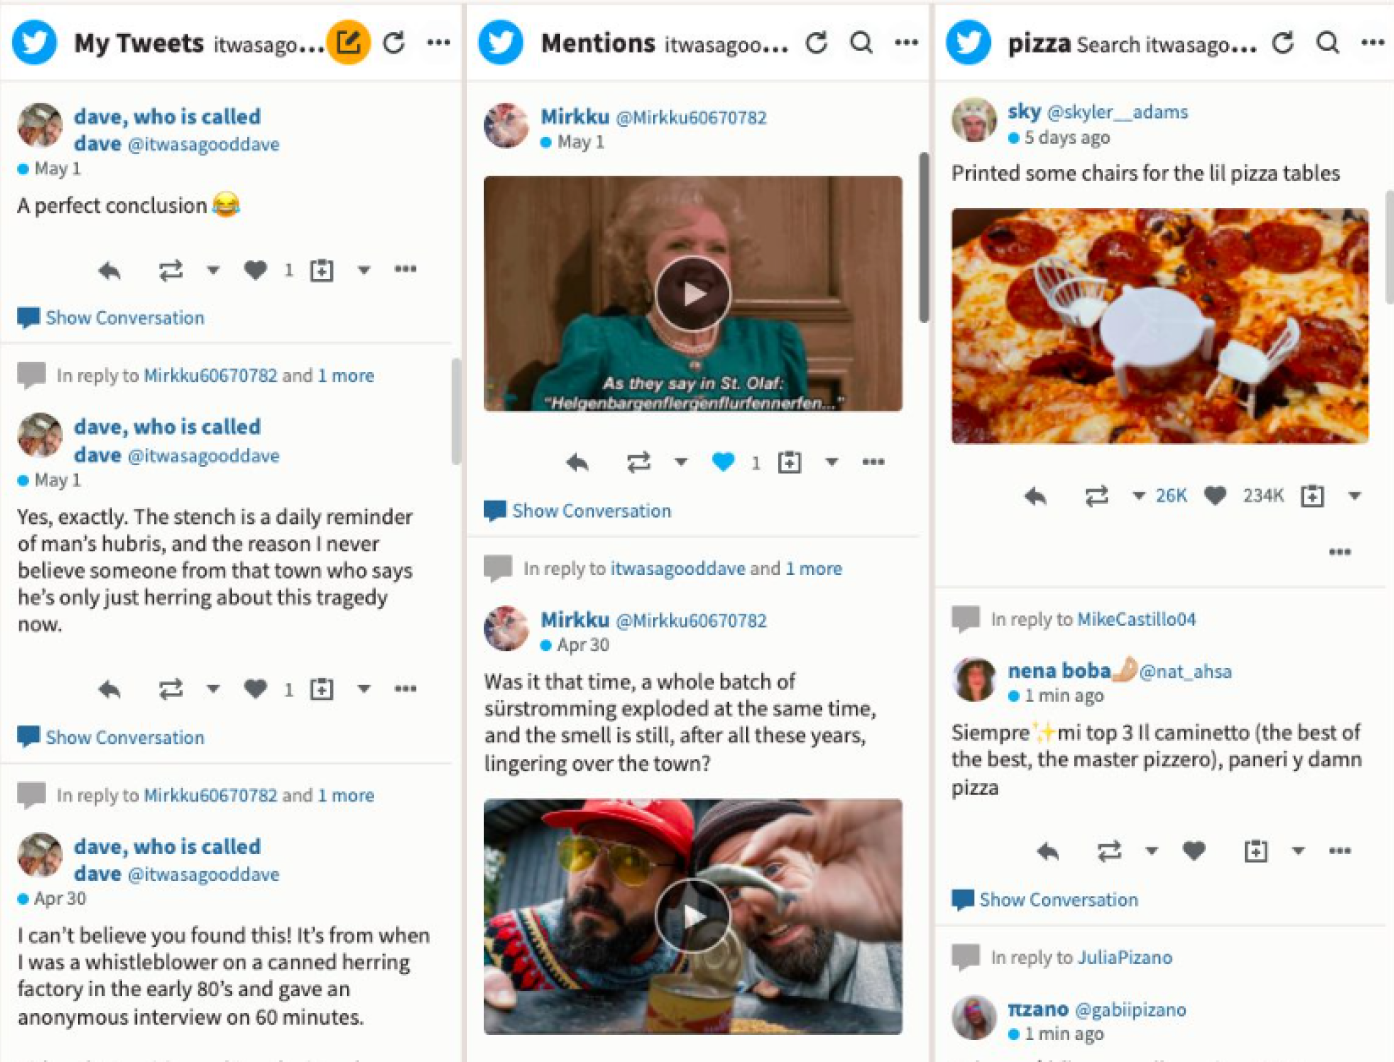 My Tweets itwasago...
dave, who is called
dave @itwasagooddave
May 1
A perfect conclusion 😂
1
Show Conversation
In reply to Mirkku60670782 and 1 more
dave, who is called
dave @itwasagooddave
May 1
Yes, exactly. The stench is a daily reminder
of man's hubris, and the reason I never
believe someone from that town who says
he's only just herring about this tragedy
now.
1
Show Conversation
In reply to Mirkku60670782 and 1 more
dave, who is called
dave @itwasagooddave
Apr 30
I can't believe you found this! It's from when
I was a whistleblower on a canned herring
factory in the early 80's and gave an
anonymous interview on 60 minutes.
Mentions itwasagoo...
Mirkku @Mirkku60670782
May 1
As they say in St. Olaf:
"Helgenbargenflergenflurfennerfen..."
1
Show Conversation
In reply to itwasagooddave and 1 more
Mirkku @Mirkku60670782
Apr 30
Was it that time, a whole batch of
sürstromming exploded at the same time,
and the smell is still, after all these years,
lingering over the town?
pizza Search itwasago...
sky @skyler__adams
5 days ago
Printed some chairs for the lil pizza tables
26K 234K
In reply to MikeCastillo04
nena boba🤌🏼@nat_ahsa
1 min ago
Siempre✨mi top 3 Il caminetto (the best of
the best, the master pizzero), paneri y damn
pizza
Show Conversation
In reply to JuliaPizano
πzano @gabiipizano
1 min ago